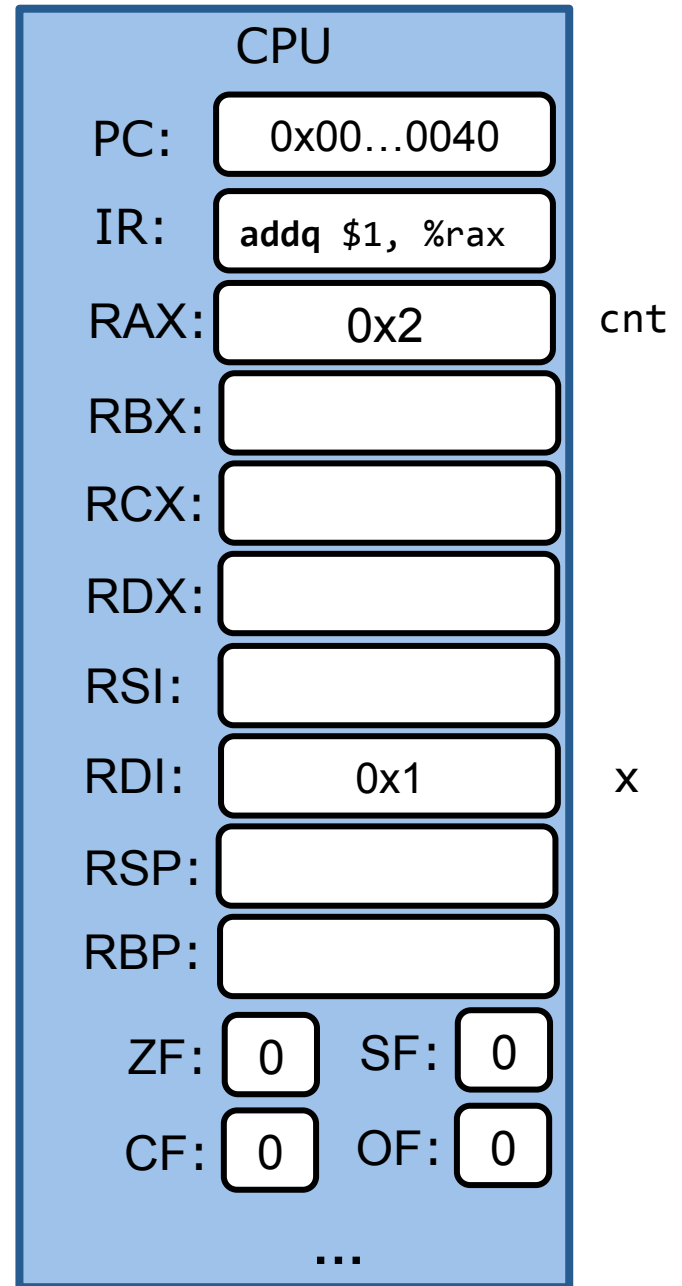 CPU
PC: 0x00…0040
IR: addq $1, %rax
RAX: 0x2 cnt
RBX:
RCX:
RDX:
RSI:
RDI: 0x1 x
RSP:
RBP:
ZF: 0 SF: 0
CF: 0 OF: 0
…